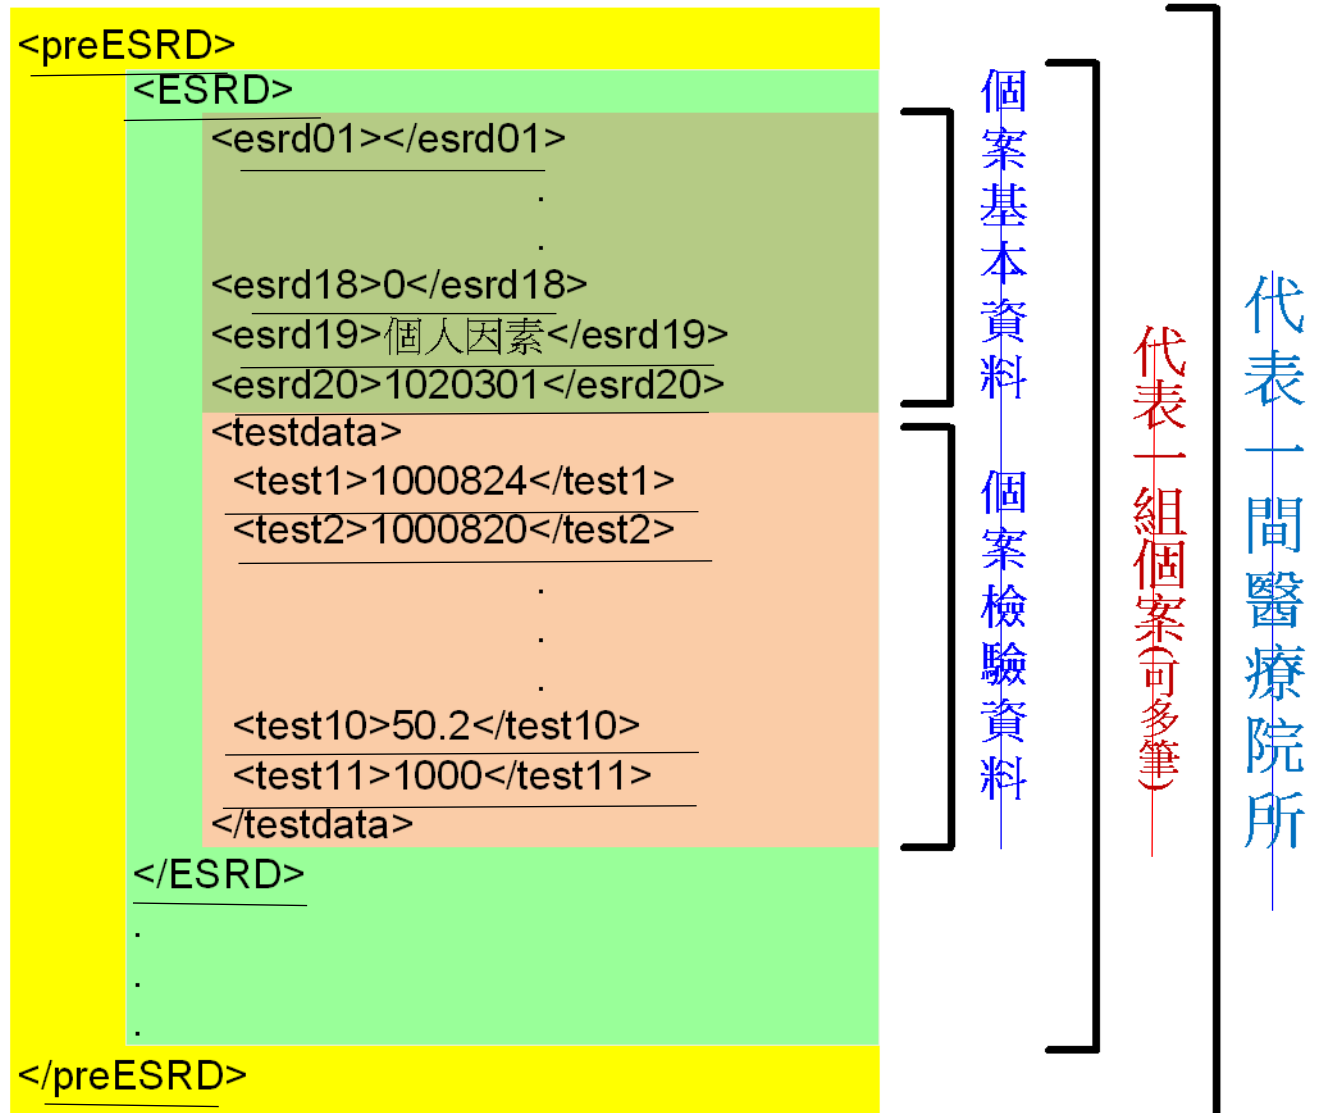 <preESRD>
<ESRD>
<esrd01></esrd01>
.
.
<esrd18>0</esrd18>
<esrd19>個人因素</esrd19>
<esrd20>1020301</esrd20>
<testdata>
<test1>1000824</test1>
<test2>1000820</test2>
.
.
.
<test10>50.2</test10>
<test11>1000</test11>
</testdata>
</ESRD>
.
.
.
</preESRD>
個案基本資料
個案檢驗資料
代表一組個案(可多筆)
代表一間醫療院所